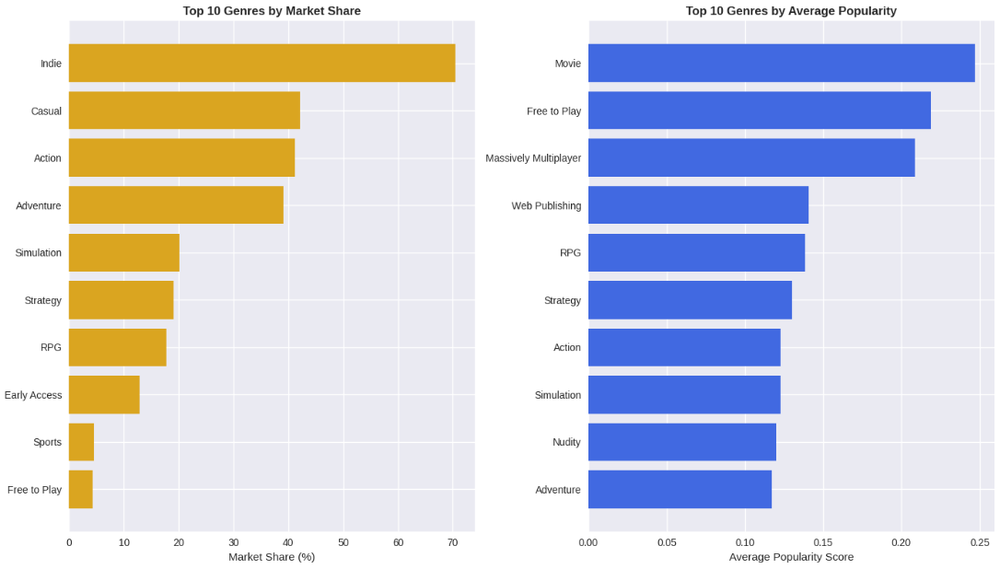 Top 10 Genres by Market Share
Indie
Casual
Action
Adventure
Simulation
Strategy
RPG
Early Access
Sports
Free to Play
0 10 20 30 40 50 60 70
Market Share (%)
Top 10 Genres by Average Popularity
Movie
Free to Play
Massively Multiplayer
Web Publishing
RPG
Strategy
Action
Simulation
Nudity
Adventure
0.00 0.05 0.10 0.15 0.20 0.25
Average Popularity Score